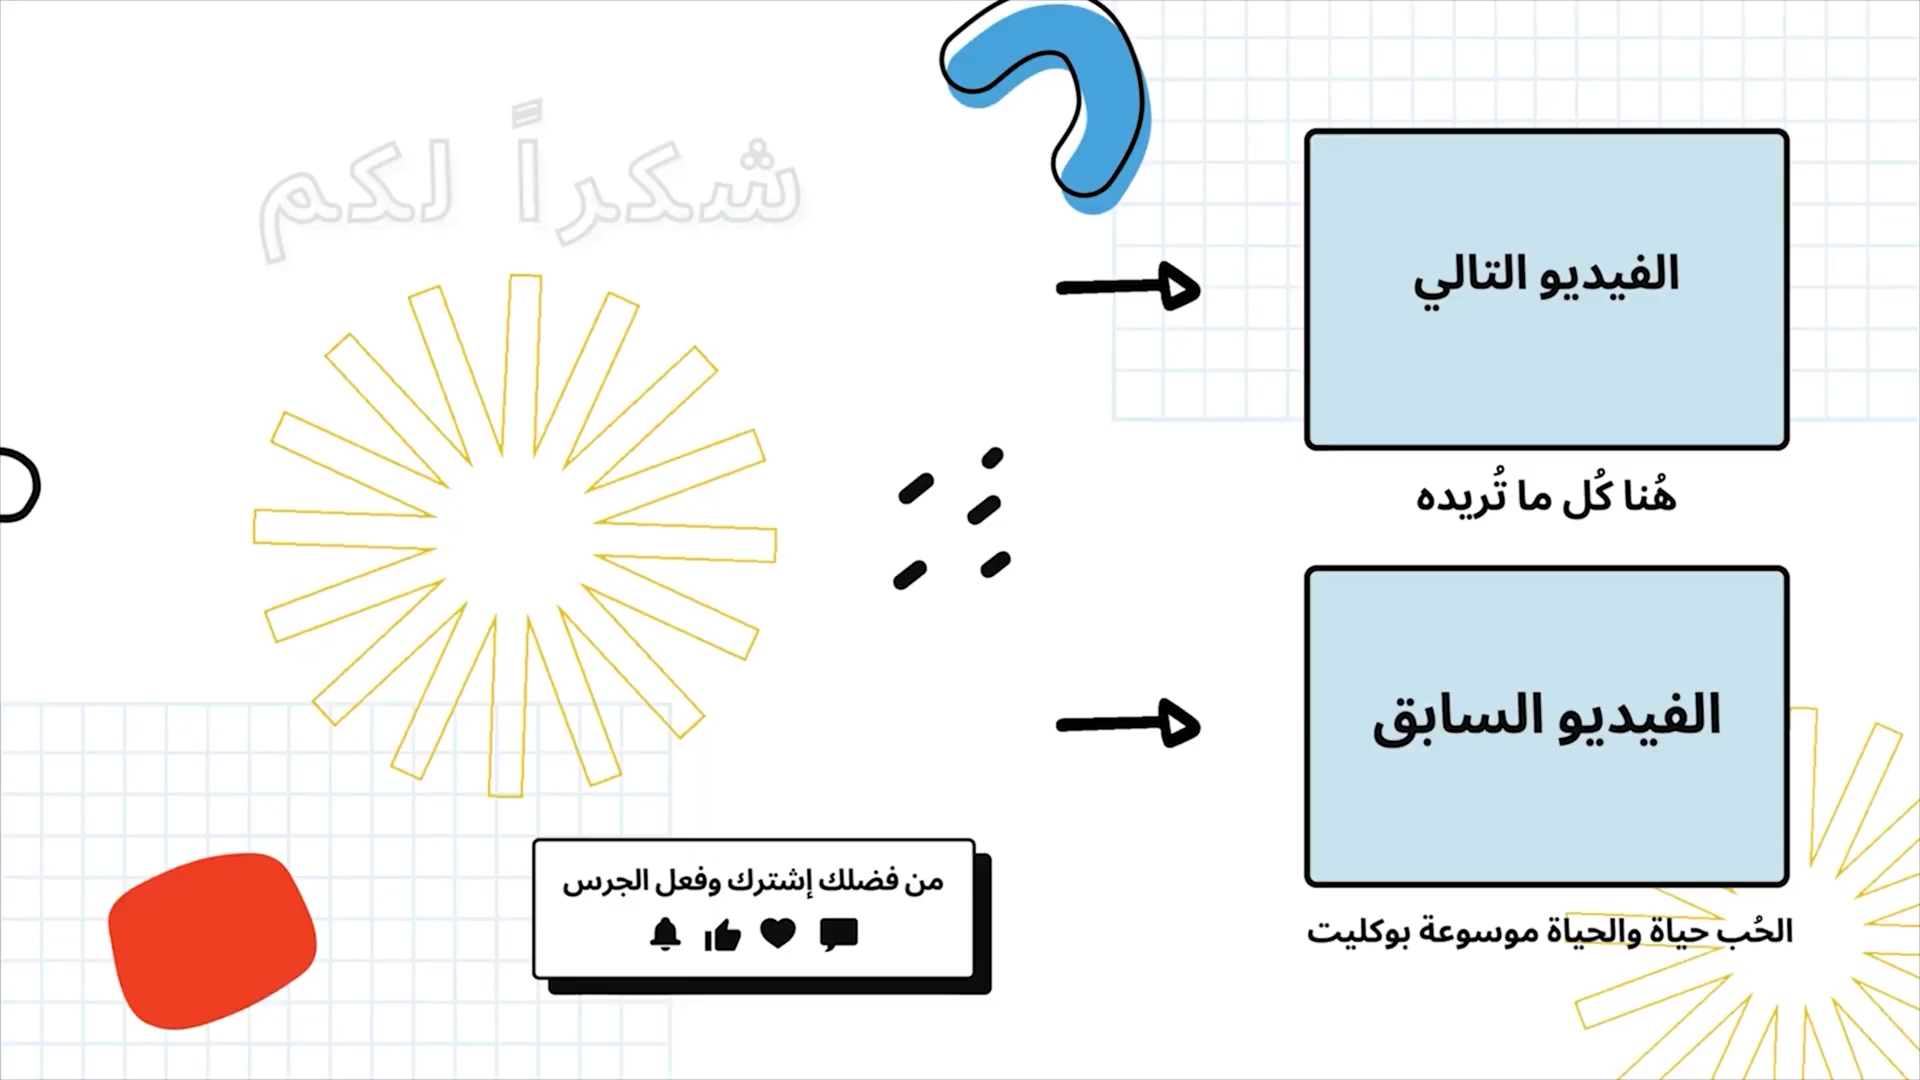 شكراً لكم
الفيديو التالي
هُنا كُل ما تُريده
الفيديو السابق
الحُب حياة والحياة موسوعة بوكليت
من فضلك إشترك وفعل الجرس